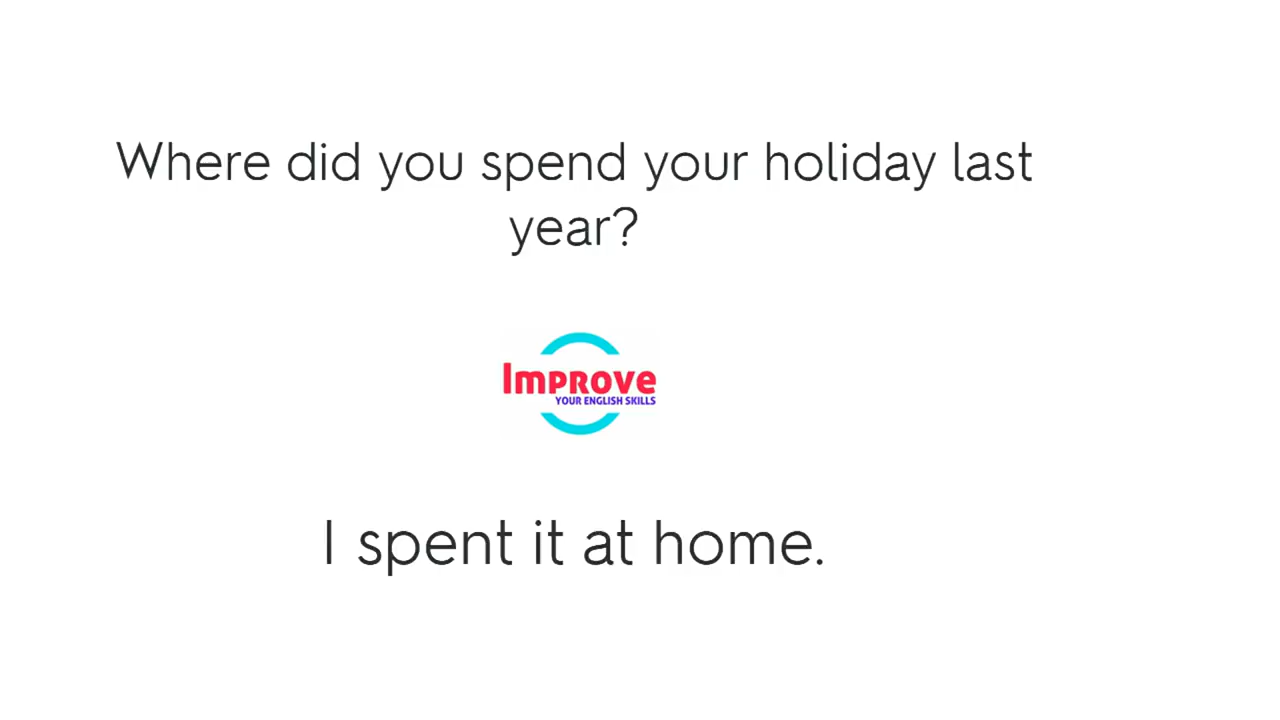 Where did you spend your holiday last
year?
Improve
YOUR ENGLISH SKILLS
I spent it at home.